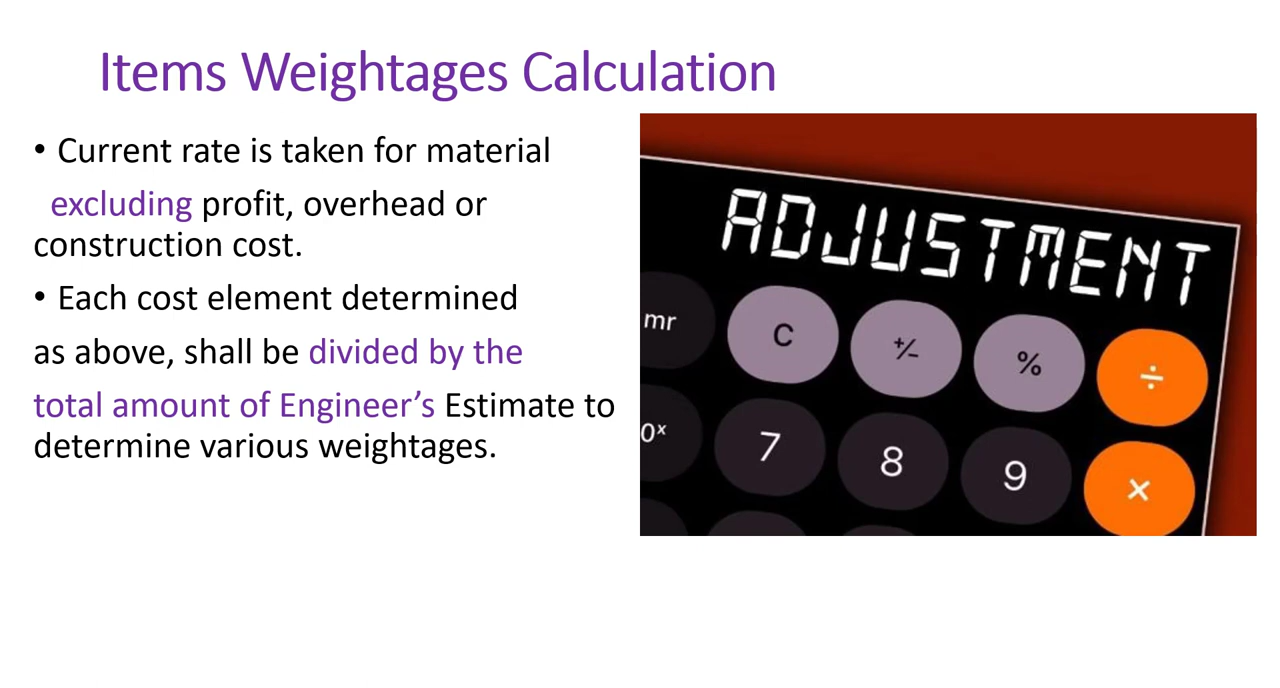 Items Weightages Calculation
• Current rate is taken for material
excluding profit, overhead or
construction cost.
• Each cost element determined
as above, shall be divided by the
total amount of Engineer’s Estimate to
determine various weightages.
ADJUSTMENT
mr C +/- % ÷
0ˣ 7 8 9 ×